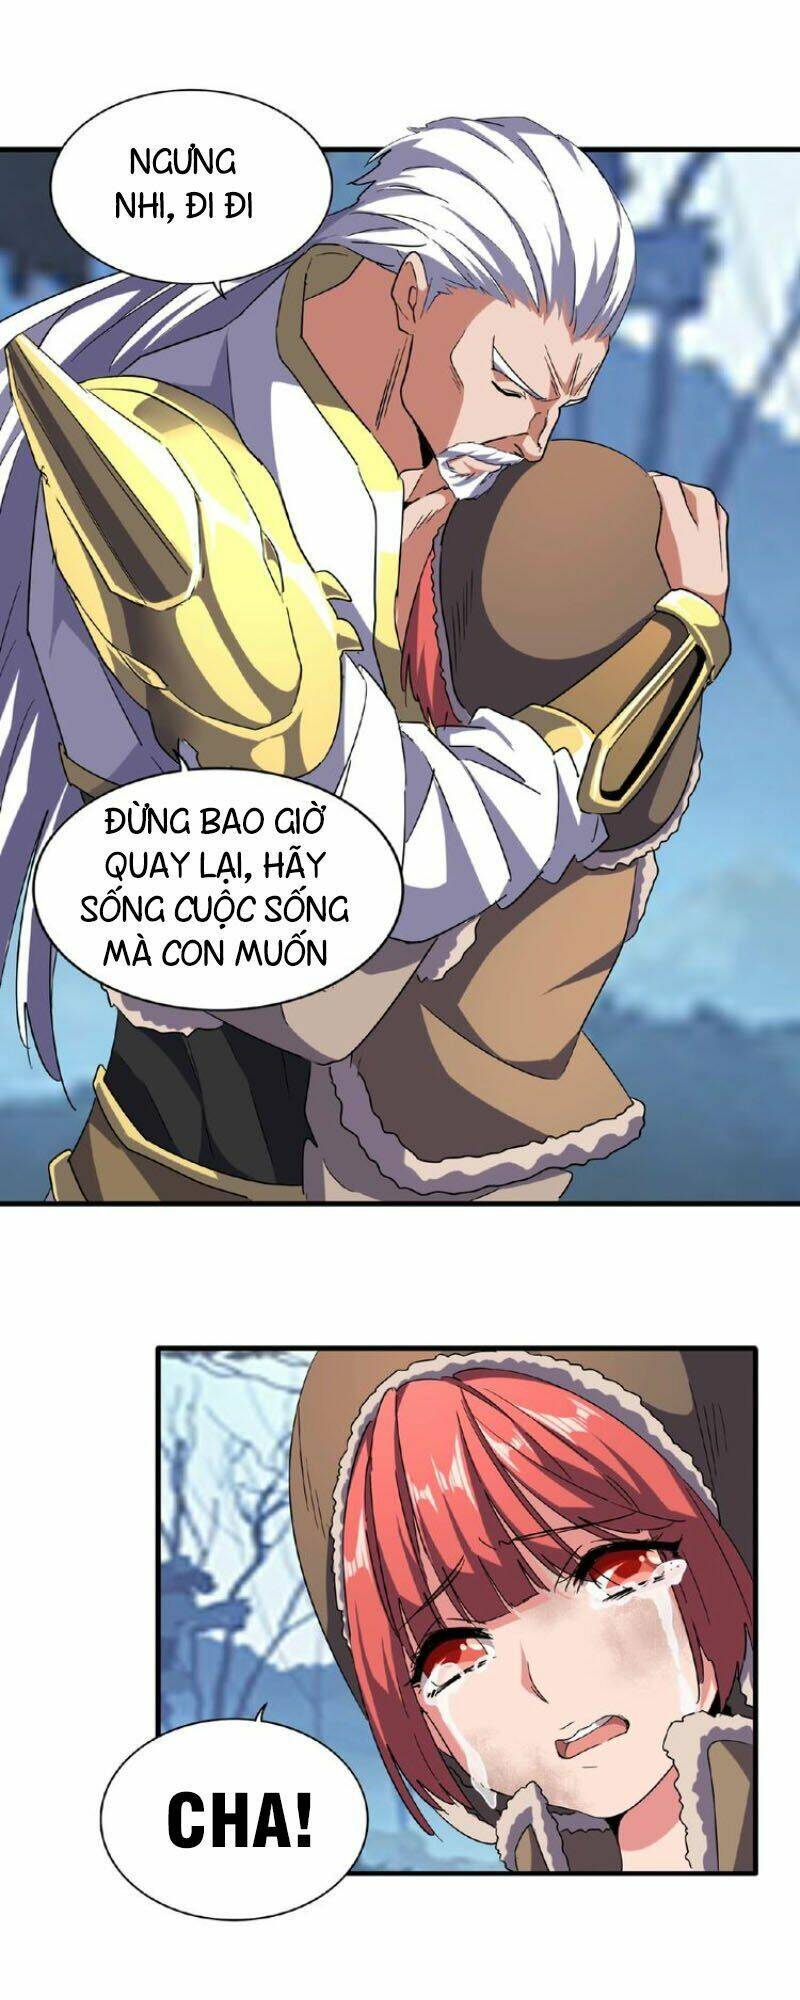 NGƯNG
NHI, ĐI ĐI
ĐỪNG BAO GIỜ
QUAY LẠI, HÃY
SỐNG CUỘC SỐNG
MÀ CON MUỐN
CHA!